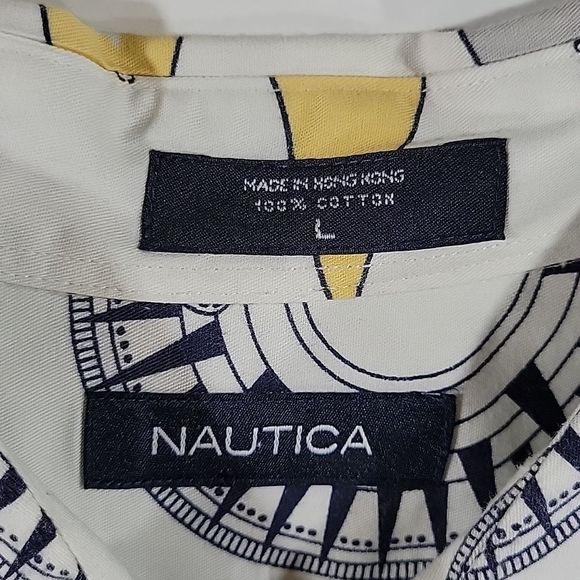 MADE IN HONG KONG
100% COTTON
L
NAUTICA